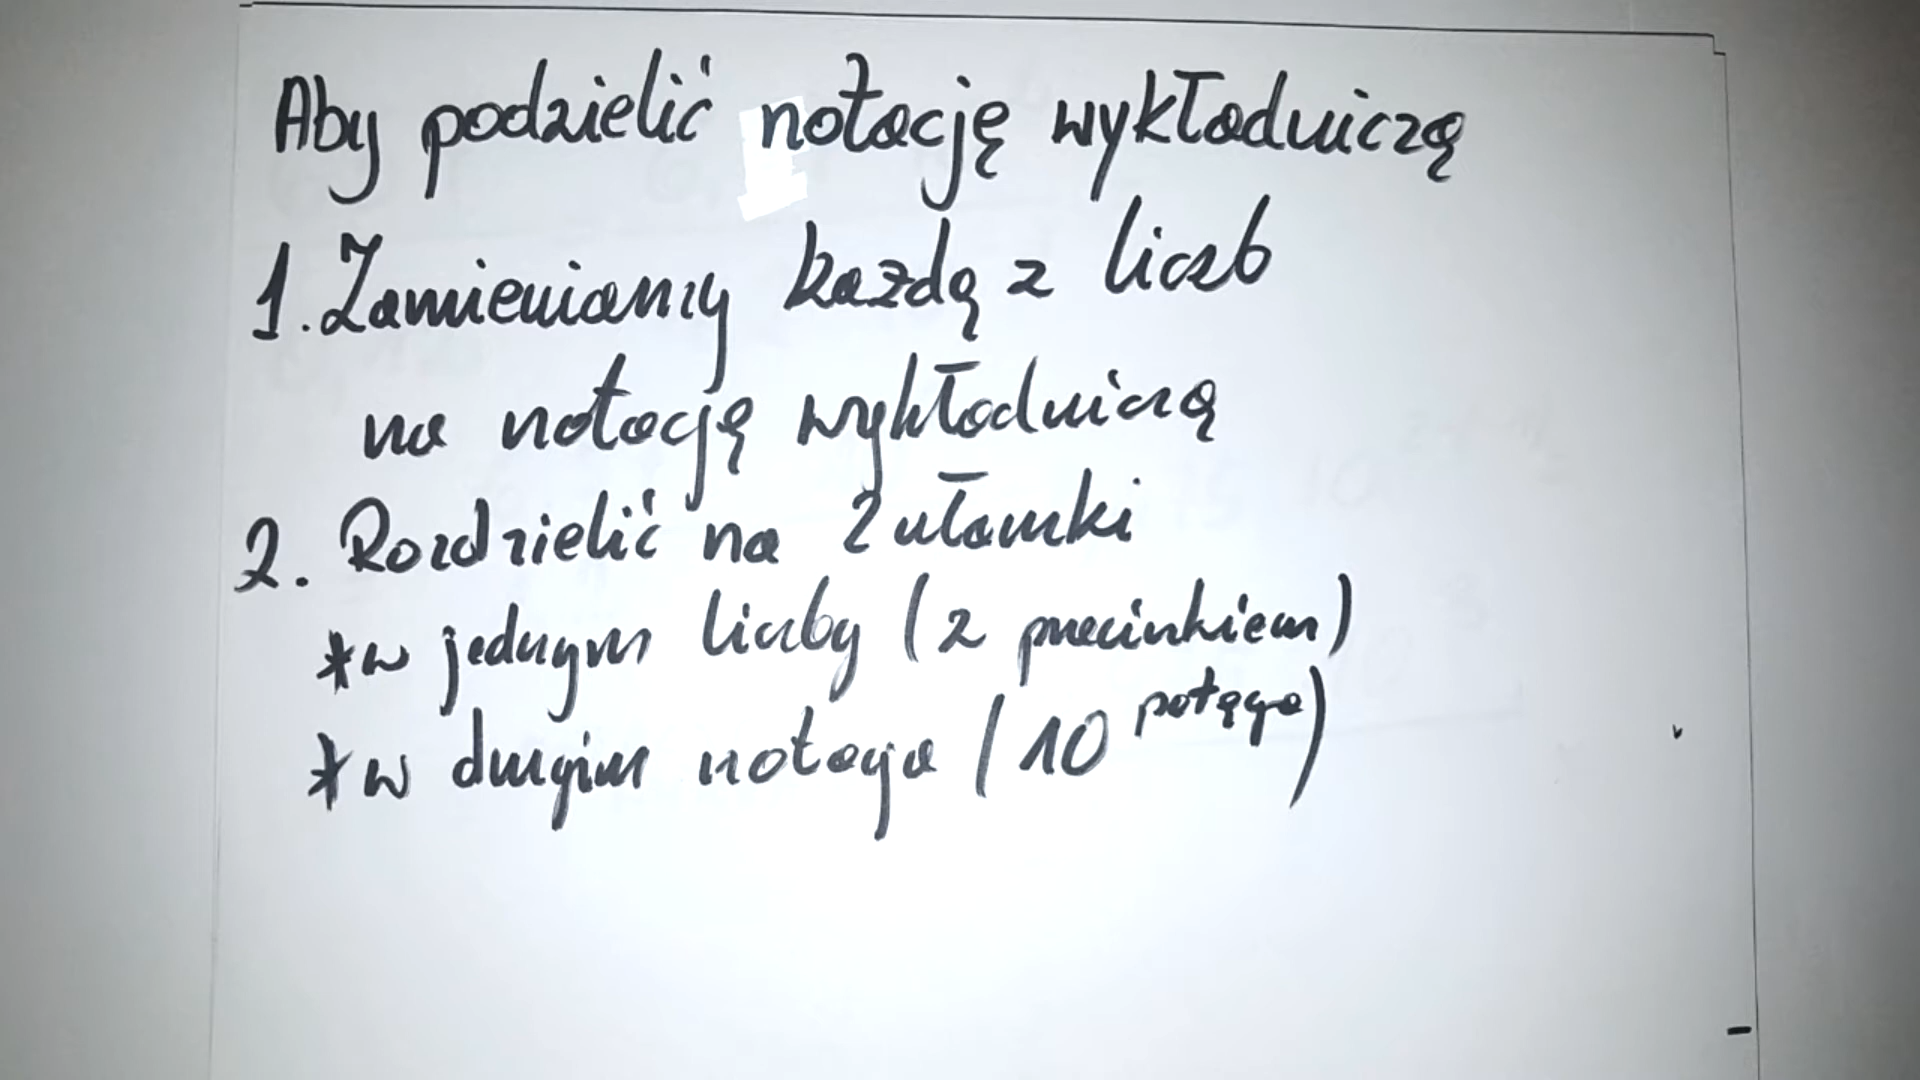 Aby podzielić notację wykładniczą
1. Zamieniamy każdą z liczb
na notację wykładniczą
2. Rozdzielić na 2 ułamki
* w jednym liczby (z przecinkiem)
* w drugim notacja (10 potęga)